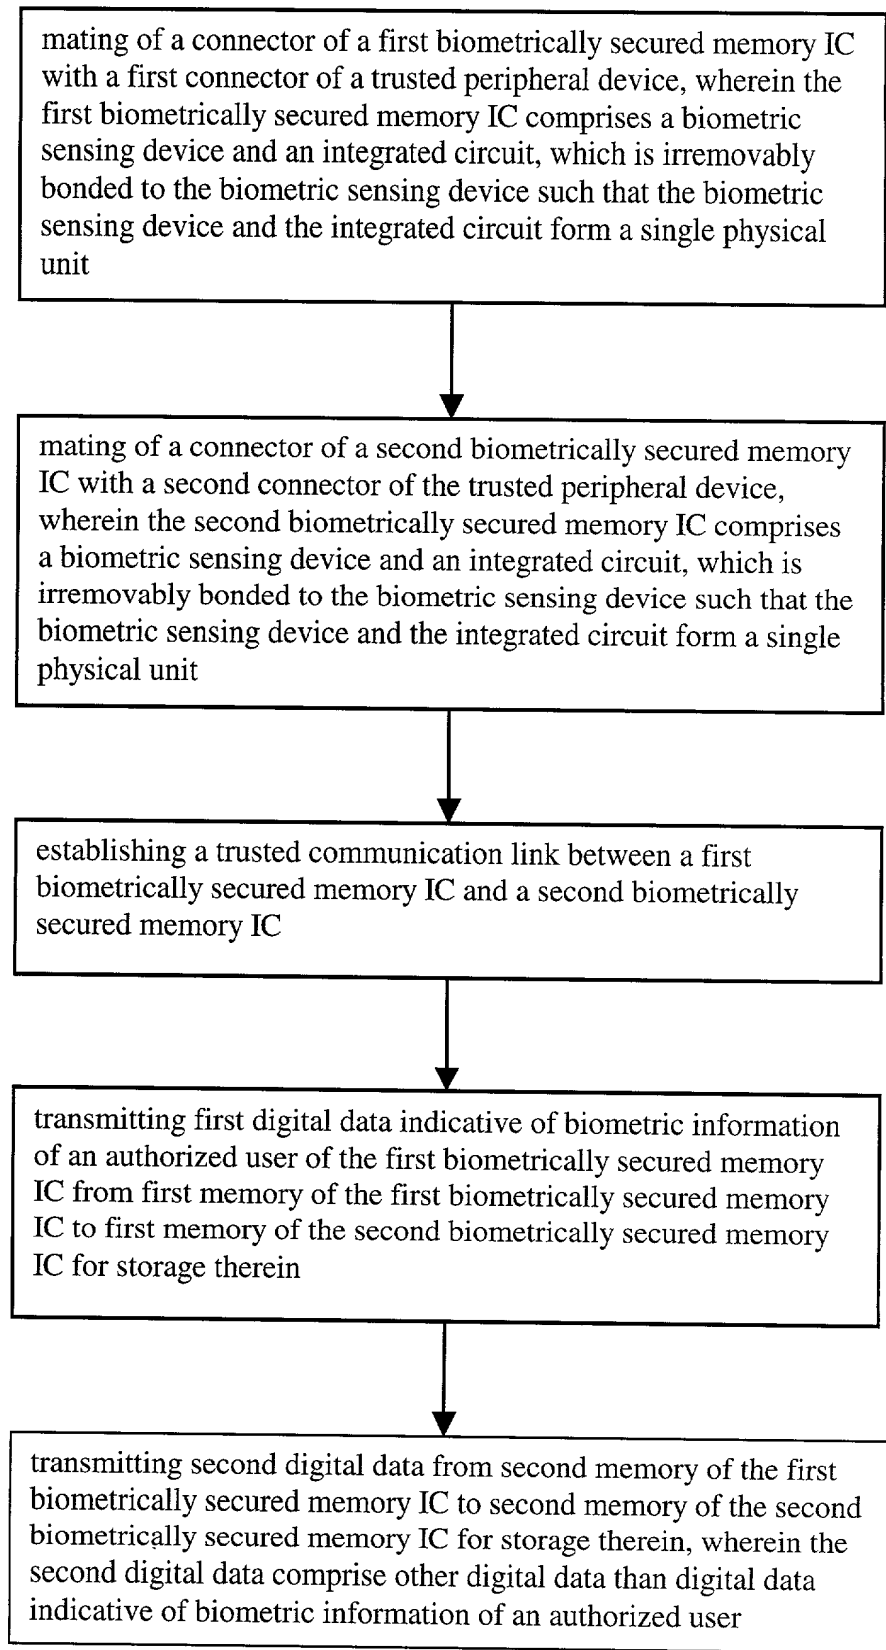 mating of a connector of a first biometrically secured memory IC
with a first connector of a trusted peripheral device, wherein the
first biometrically secured memory IC comprises a biometric
sensing device and an integrated circuit, which is irremovably
bonded to the biometric sensing device such that the biometric
sensing device and the integrated circuit form a single physical
unit
mating of a connector of a second biometrically secured memory
IC with a second connector of the trusted peripheral device,
wherein the second biometrically secured memory IC comprises
a biometric sensing device and an integrated circuit, which is
irremovably bonded to the biometric sensing device such that the
biometric sensing device and the integrated circuit form a single
physical unit
establishing a trusted communication link between a first
biometrically secured memory IC and a second biometrically
secured memory IC
transmitting first digital data indicative of biometric information
of an authorized user of the first biometrically secured memory
IC from first memory of the first biometrically secured memory
IC to first memory of the second biometrically secured memory
IC for storage therein
transmitting second digital data from second memory of the first
biometrically secured memory IC to second memory of the second
biometrically secured memory IC for storage therein, wherein the
second digital data comprise other digital data than digital data
indicative of biometric information of an authorized user